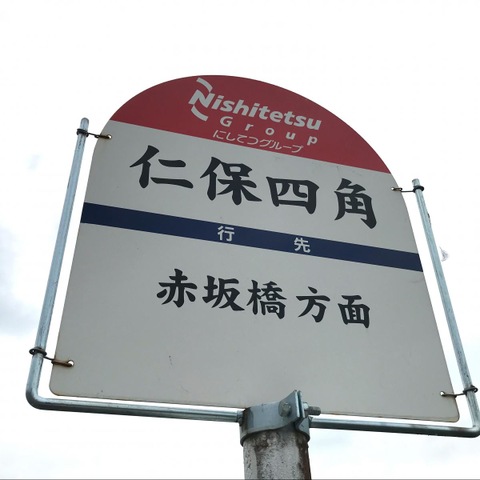 Nishitetsu
Group
にしてつグループ
仁保四角
行先
赤坂橋方面